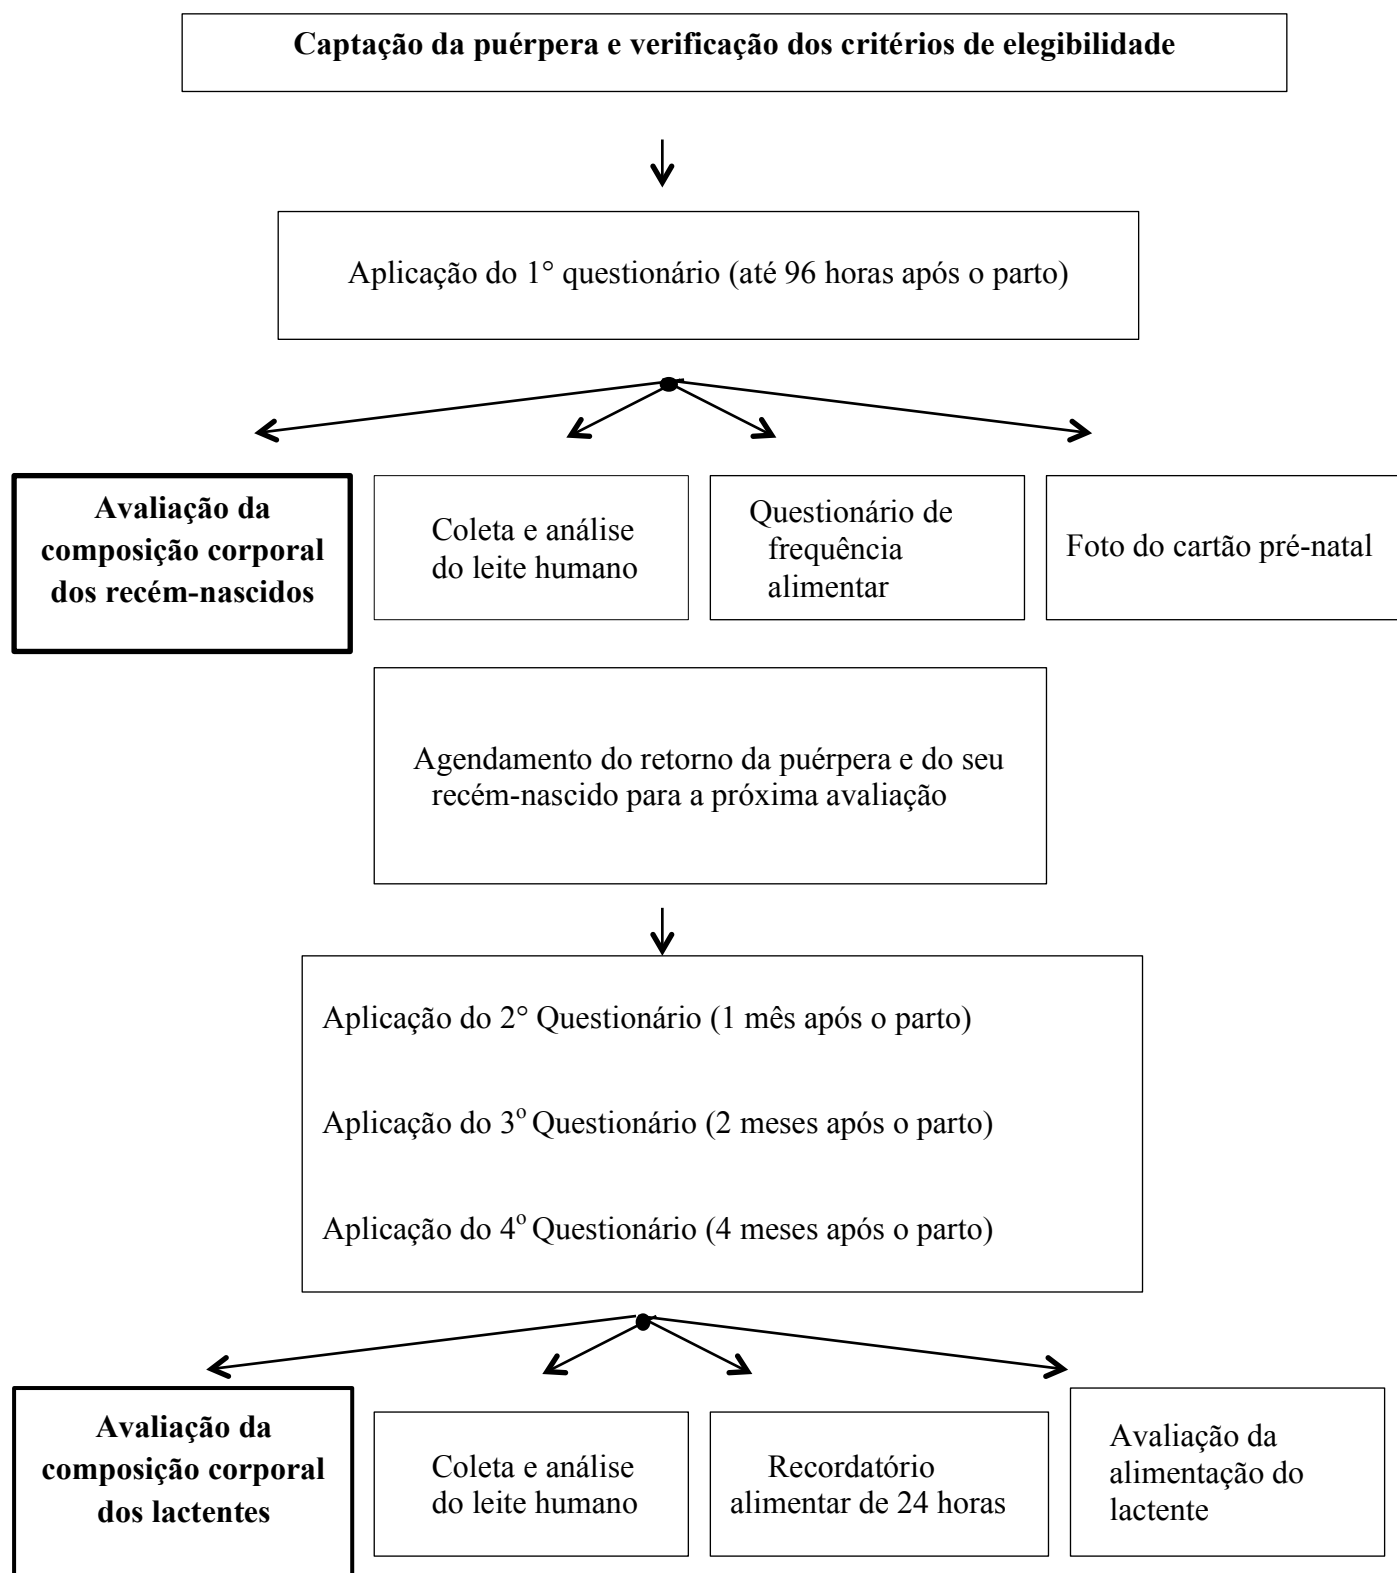 Captação da puérpera e verificação dos critérios de elegibilidade
Aplicação do 1° questionário (até 96 horas após o parto)
Avaliação da
composição corporal
dos recém-nascidos
Coleta e análise
do leite humano
Questionário de
frequência
alimentar
Foto do cartão pré-natal
Agendamento do retorno da puérpera e do seu
recém-nascido para a próxima avaliação
Aplicação do 2° Questionário (1 mês após o parto)
Aplicação do 3º Questionário (2 meses após o parto)
Aplicação do 4º Questionário (4 meses após o parto)
Avaliação da
composição corporal
dos lactentes
Coleta e análise
do leite humano
Recordatório
alimentar de 24 horas
Avaliação da
alimentação do
lactente